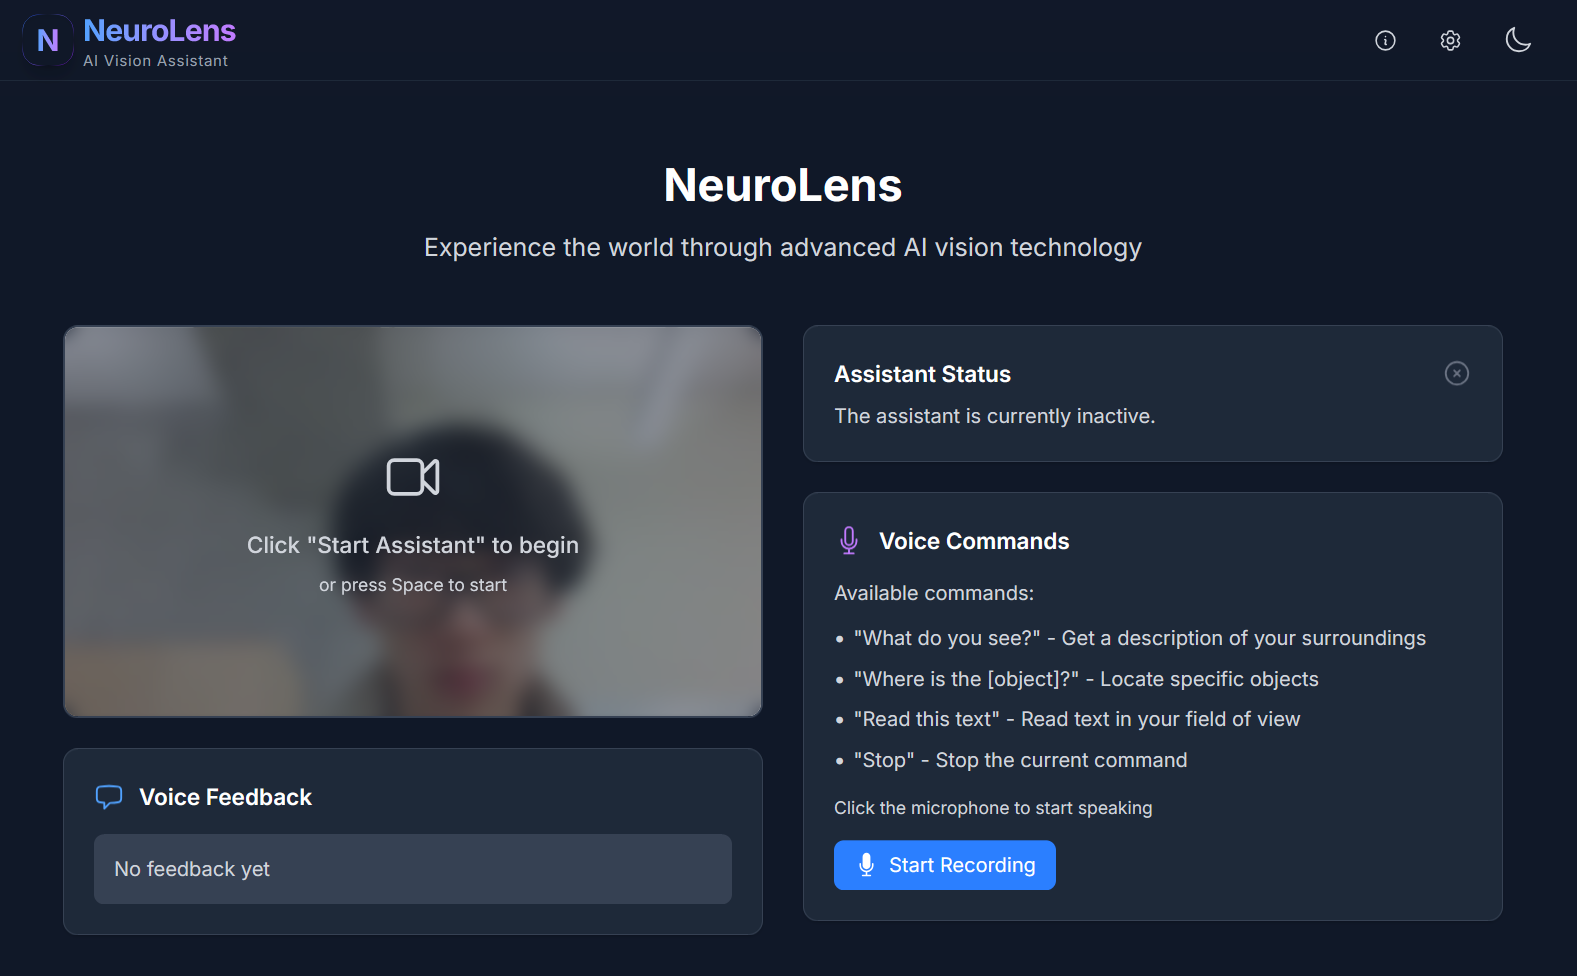 N
NeuroLens
AI Vision Assistant
NeuroLens
Experience the world through advanced AI vision technology
Click "Start Assistant" to begin
or press Space to start
Voice Feedback
No feedback yet
Assistant Status
The assistant is currently inactive.
Voice Commands
Available commands:
• "What do you see?" - Get a description of your surroundings
• "Where is the [object]?" - Locate specific objects
• "Read this text" - Read text in your field of view
• "Stop" - Stop the current command
Click the microphone to start speaking
Start Recording